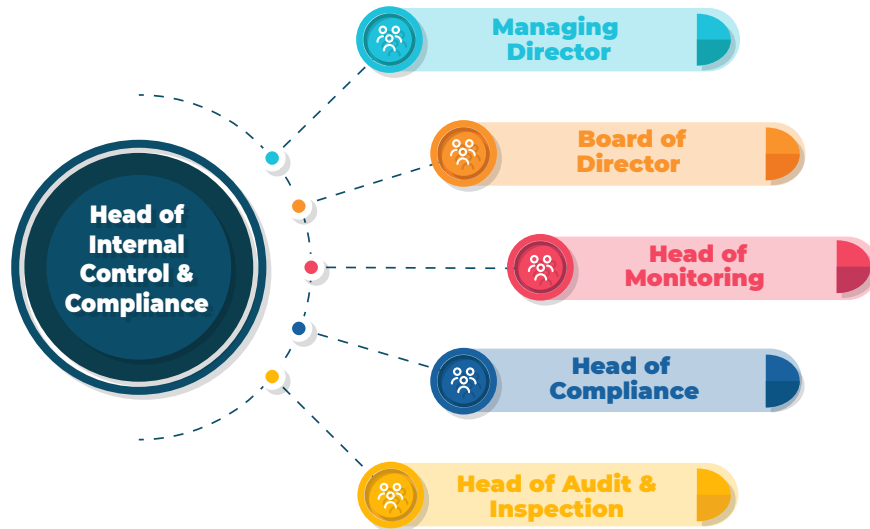 Head of
Internal
Control &
Compliance
Managing
Director
Board of
Director
Head of
Monitoring
Head of
Compliance
Head of Audit &
Inspection